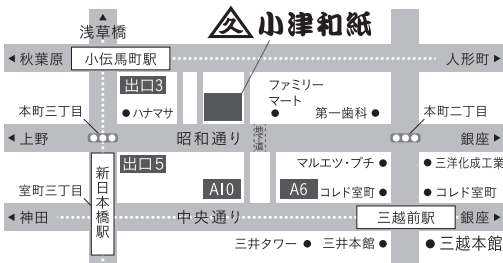 浅草橋
久 小津和紙
秋葉原
小伝馬町駅
人形町
出口3
ファミリー
マート
本町三丁目
ハナマサ
第一歯科
本町二丁目
上野
昭和通り
地下道
銀座
出口5
マルエツ・プチ
三洋化成工業
室町三丁目
新日本橋駅
A10
A6
コレド室町
コレド室町
神田
中央通り
三越前駅
銀座
三井タワー
三井本館
三越本館